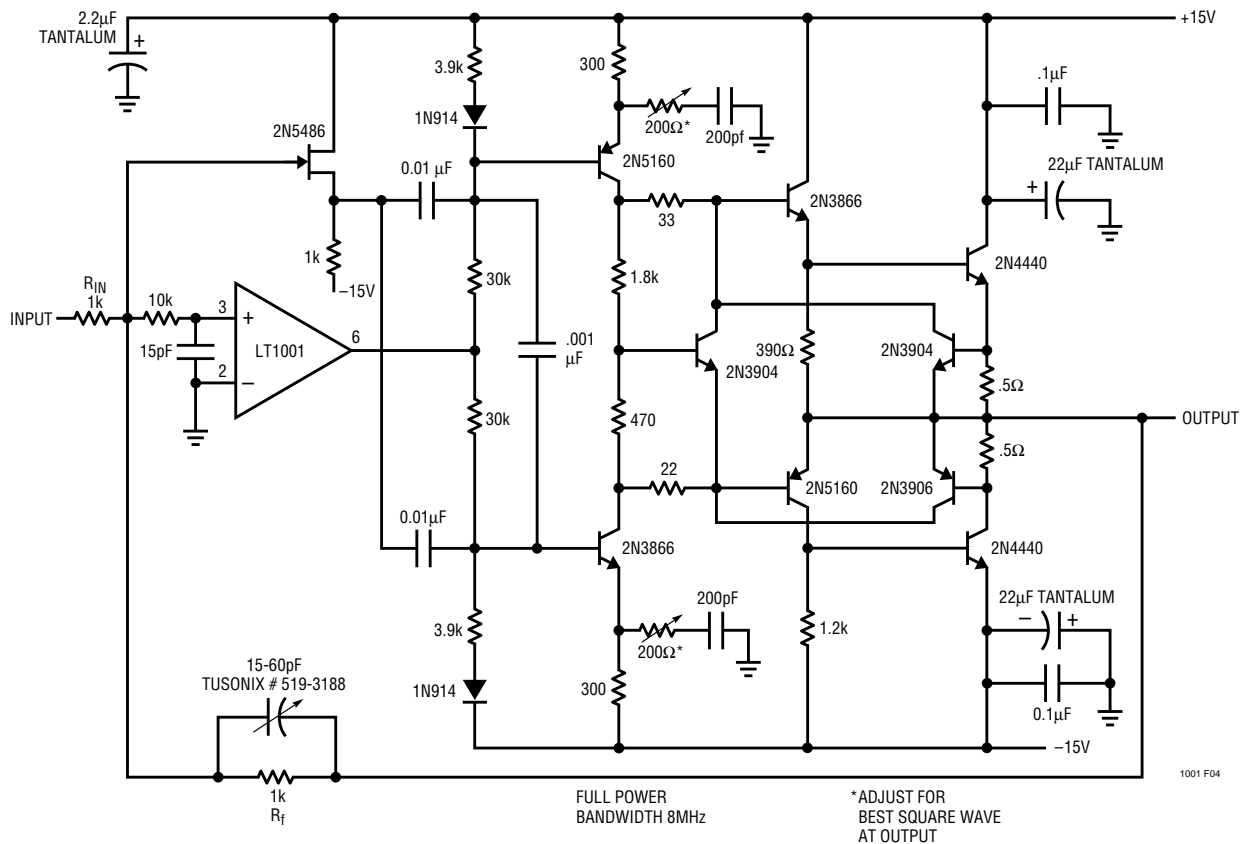 2.2μF
TANTALUM
+
+15V
3.9k
300
.1μF
1N914
200Ω*
200pf
2N5486
2N5160
22μF TANTALUM
+
0.01 μF
33
2N3866
1k
–15V
30k
1.8k
2N4440
RIN
1k
10k
INPUT
3
+
15pF
LT1001
6
2
–
.001
μF
2N3904
390Ω
2N3904
.5Ω
30k
470
OUTPUT
.5Ω
22
2N5160
2N3906
0.01μF
2N3866
2N4440
3.9k
200pF
22μF TANTALUM
– +
200Ω*
1.2k
15-60pF
TUSONIX # 519-3188
1N914
300
0.1μF
–15V
1k
Rf
FULL POWER
BANDWIDTH 8MHz
*ADJUST FOR
BEST SQUARE WAVE
AT OUTPUT
1001 F04